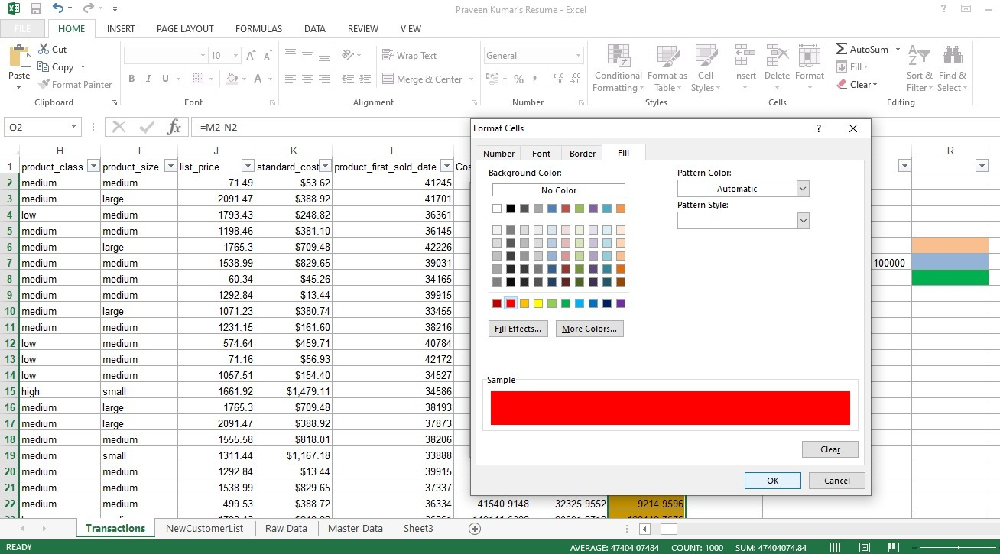 Praveen Kumar's Resume - Excel
FILE HOME INSERT PAGE LAYOUT FORMULAS DATA REVIEW VIEW
Paste
Cut
Copy
Format Painter
Clipboard
10
B I U
A
Font
Wrap Text
Merge & Center
Alignment
General
%
Number
Conditional Formatting
Format as Table
Cell Styles
Styles
Insert
Delete
Format
Cells
AutoSum
Fill
Clear
Sort & Filter
Find & Select
Editing
O2
fx
=M2-N2
H I J K L R
1 product_class product_size list_price standard_cost product_first_sold_date Cos
2 medium medium 71.49 $53.62 41245
3 medium large 2091.47 $388.92 41701
4 low medium 1793.43 $248.82 36361
5 medium medium 1198.46 $381.10 36145
6 medium large 1765.3 $709.48 42226
7 medium medium 1538.99 $829.65 39031 100000
8 medium medium 60.34 $45.26 34165
9 medium medium 1292.84 $13.44 39915
10 medium large 1071.23 $380.74 33455
11 medium medium 1231.15 $161.60 38216
12 low medium 574.64 $459.71 40784
13 low medium 71.16 $56.93 42172
14 low medium 1057.51 $154.40 34527
15 high small 1661.92 $1,479.11 34586
16 medium large 1765.3 $709.48 38193
17 medium large 2091.47 $388.92 37873
18 medium medium 1555.58 $818.01 38206
19 medium small 1311.44 $1,167.18 33888
20 medium medium 1292.84 $13.44 39915
21 medium medium 1538.99 $829.65 37337
22 medium medium 499.53 $388.72 36334 41540.9148 32325.9552 9214.9596
Format Cells
?
Number Font Border Fill
Background Color:
No Color
Fill Effects...
More Colors...
Pattern Color:
Automatic
Pattern Style:
Sample
Clear
OK
Cancel
Transactions NewCustomerList Raw Data Master Data Sheet3
READY
AVERAGE: 47404.07484 COUNT: 1000 SUM: 47404074.84